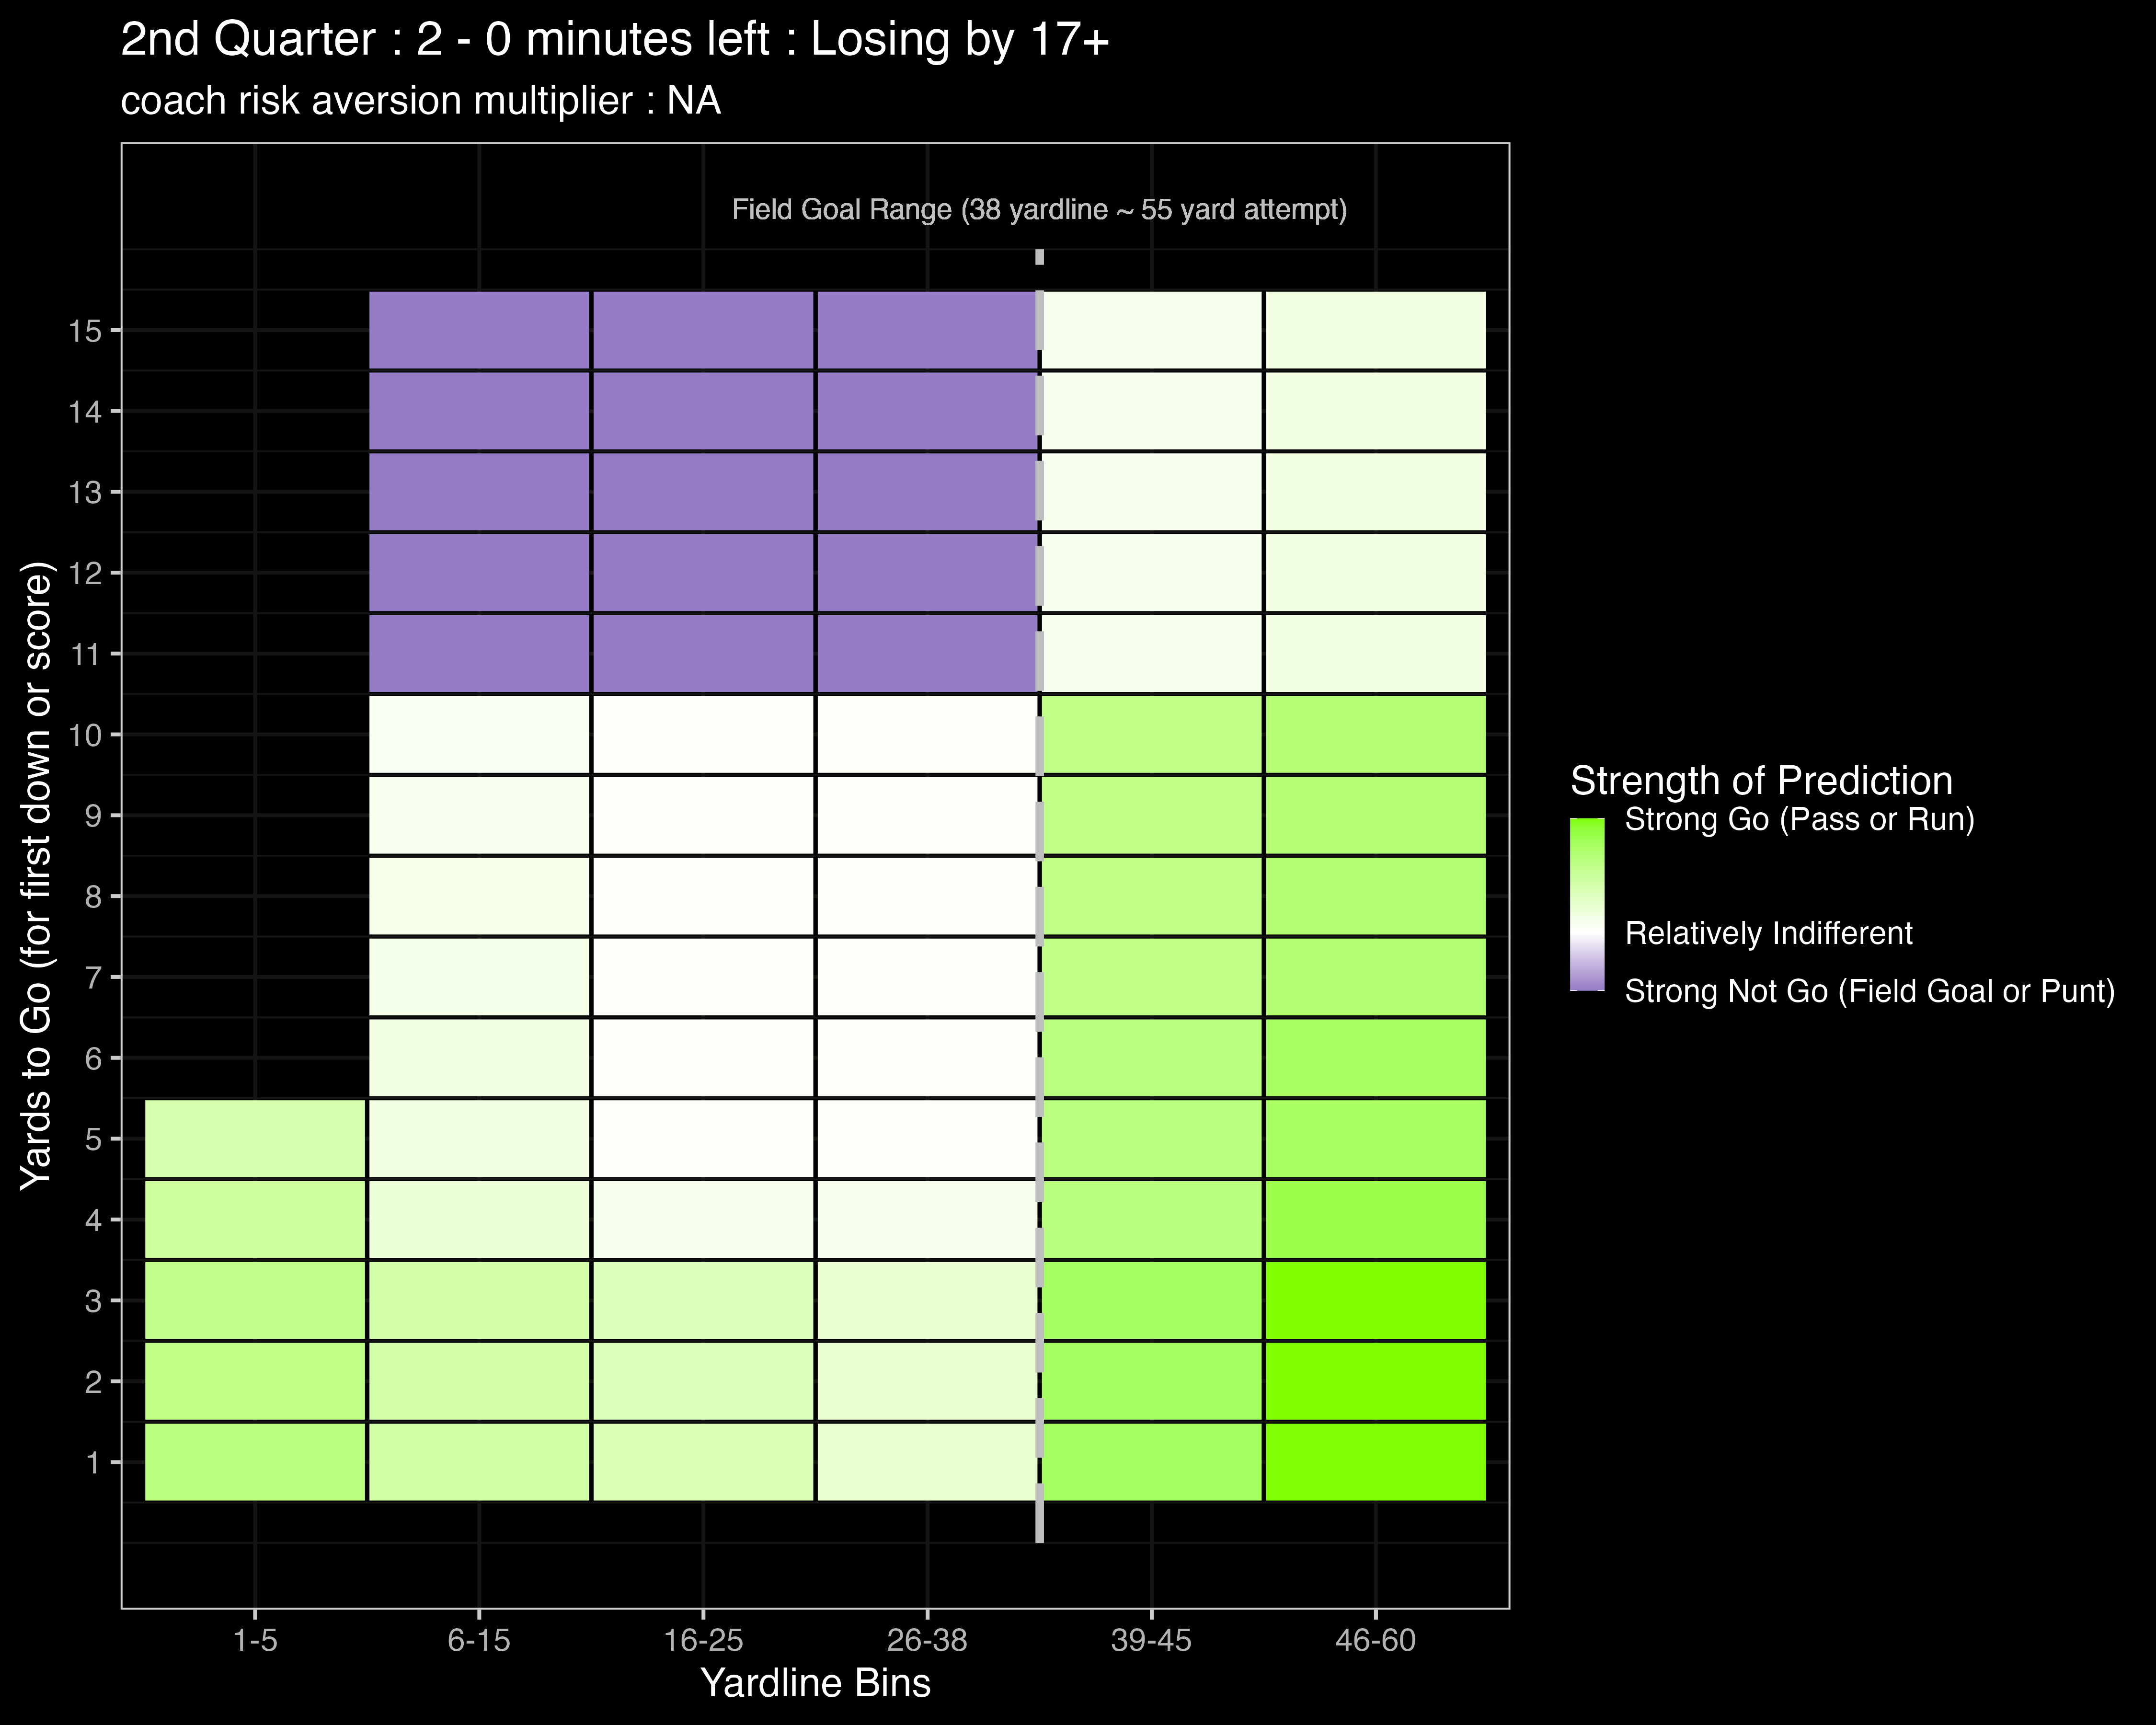 2nd Quarter : 2 - 0 minutes left : Losing by 17+
coach risk aversion multiplier : NA
Field Goal Range (38 yardline ~ 55 yard attempt)
Yards to Go (for first down or score)
15
14
13
12
11
10
9
8
7
6
5
4
3
2
1
1-5 6-15 16-25 26-38 39-45 46-60
Yardline Bins
Strength of Prediction
Strong Go (Pass or Run)
Relatively Indifferent
Strong Not Go (Field Goal or Punt)